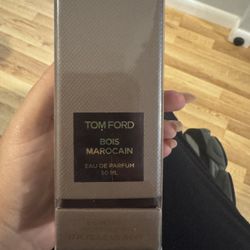 TOM FORD
BOIS
MAROCAIN
EAU DE PARFUM
50 ML